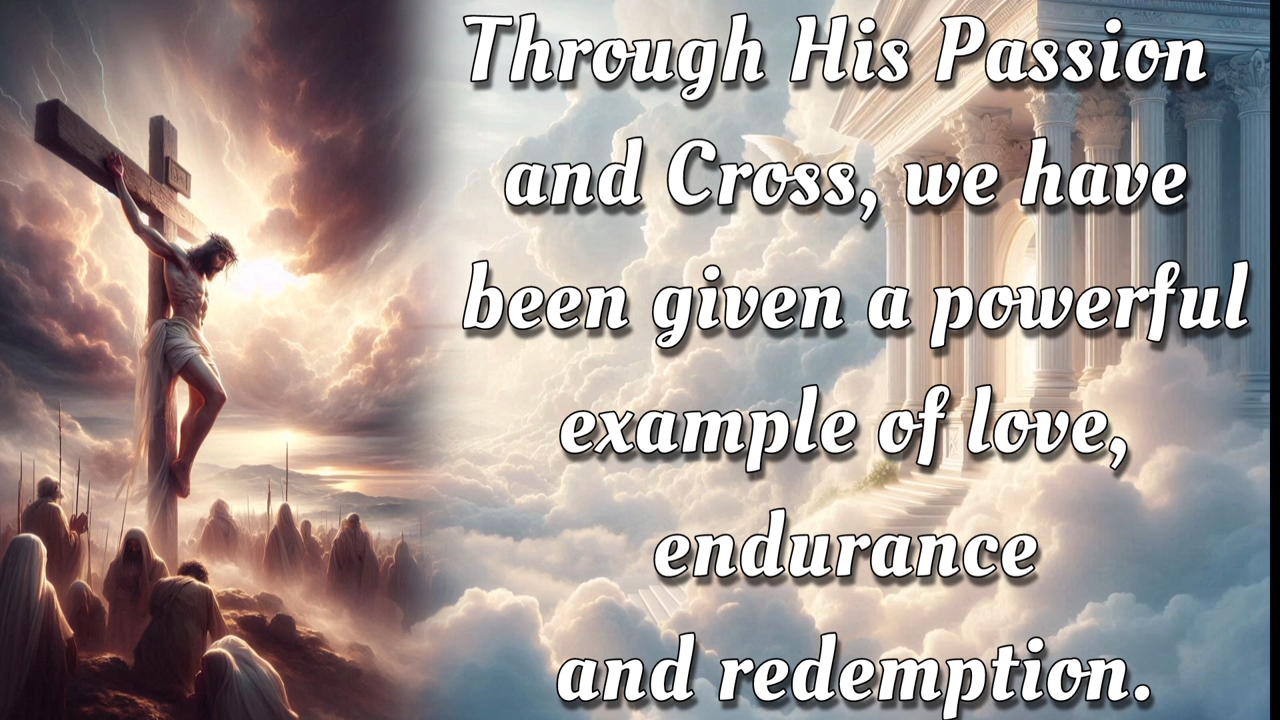 Through His Passion
and Cross, we have
been given a powerful
example of love,
endurance
and redemption.